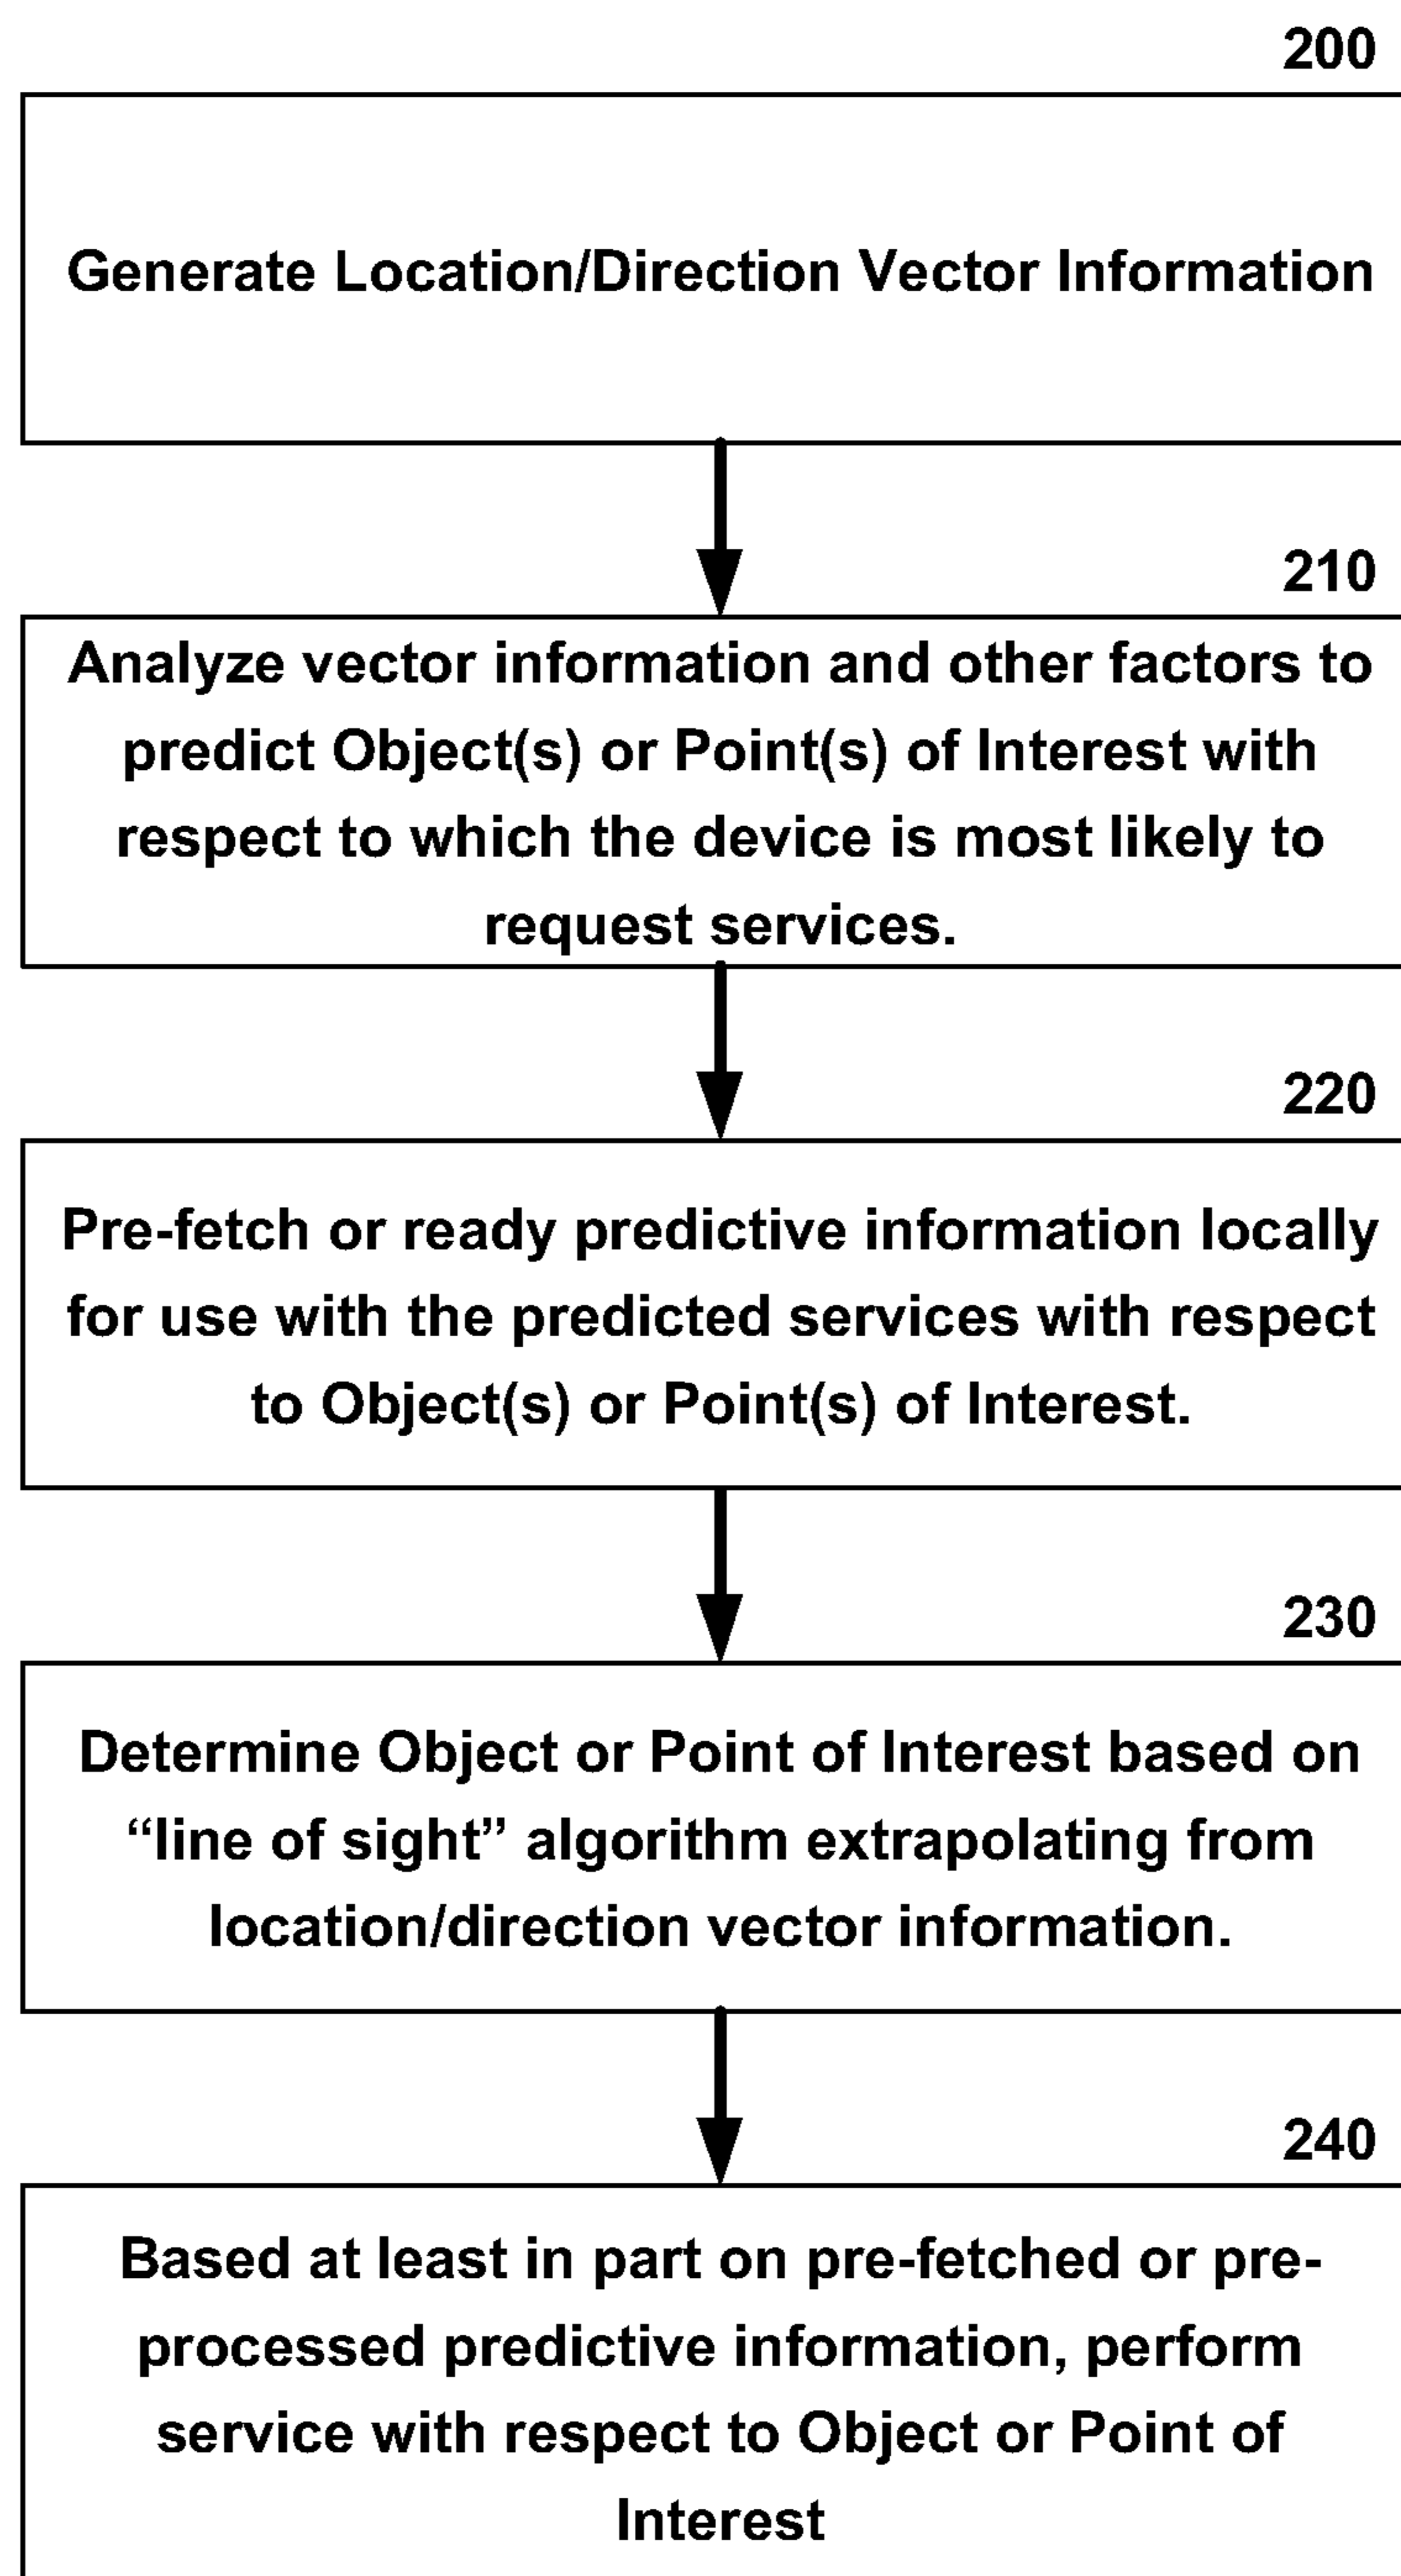 200
Generate Location/Direction Vector Information
210
Analyze vector information and other factors to
predict Object(s) or Point(s) of Interest with
respect to which the device is most likely to
request services.
220
Pre-fetch or ready predictive information locally
for use with the predicted services with respect
to Object(s) or Point(s) of Interest.
230
Determine Object or Point of Interest based on
“line of sight” algorithm extrapolating from
location/direction vector information.
240
Based at least in part on pre-fetched or pre-
processed predictive information, perform
service with respect to Object or Point of
Interest